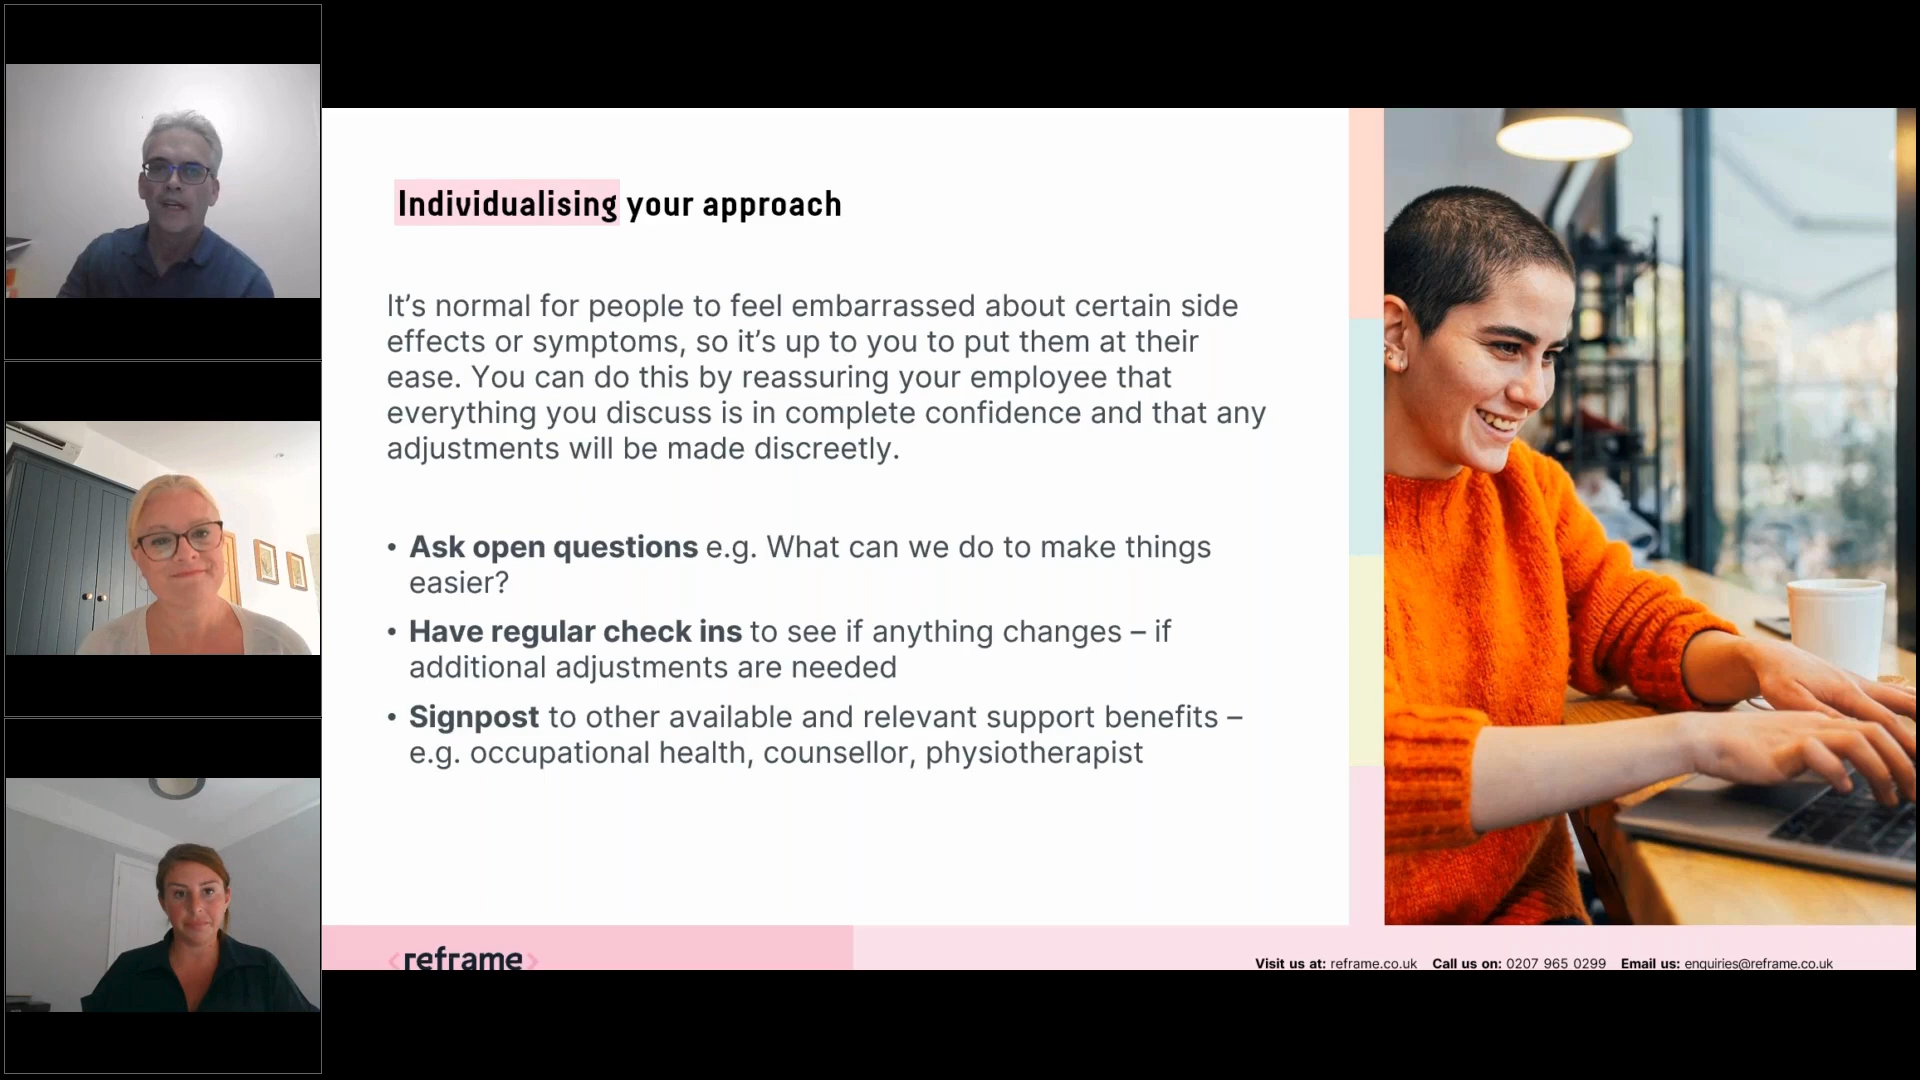 Individualising your approach
It’s normal for people to feel embarrassed about certain side
effects or symptoms, so it’s up to you to put them at their
ease. You can do this by reassuring your employee that
everything you discuss is in complete confidence and that any
adjustments will be made discreetly.
• Ask open questions e.g. What can we do to make things
easier?
• Have regular check ins to see if anything changes – if
additional adjustments are needed
• Signpost to other available and relevant support benefits –
e.g. occupational health, counsellor, physiotherapist
<reframe>
Visit us at: reframe.co.uk Call us on: 0207 965 0299 Email us: enquiries@reframe.co.uk